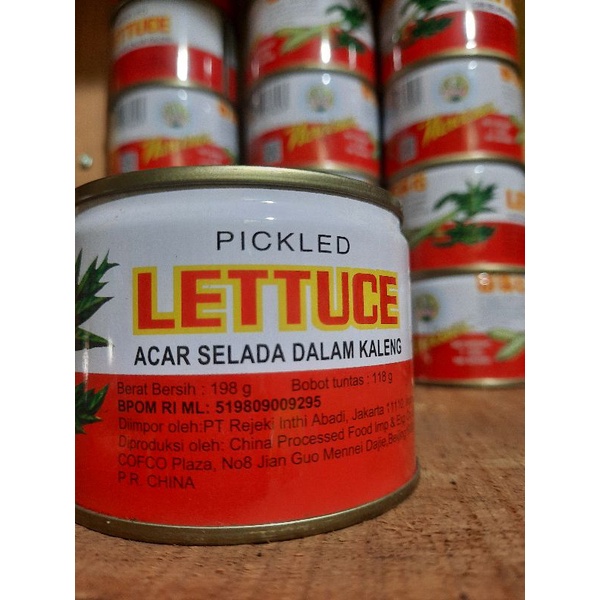 PICKLED
LETTUCE
ACAR SELADA DALAM KALENG
Berat Bersih : 198 g Bobot tuntas : 118 g
BPOM RI ML: 519809009295
Diimpor oleh:PT Rejeki Inthi Abadi, Jakarta 11110,
Diproduksi oleh: China Processed Food Imp & Exp
COFCO Plaza, No8 Jian Guo Mennei Dajie,Beijing
P.R. CHINA
LETTUCE